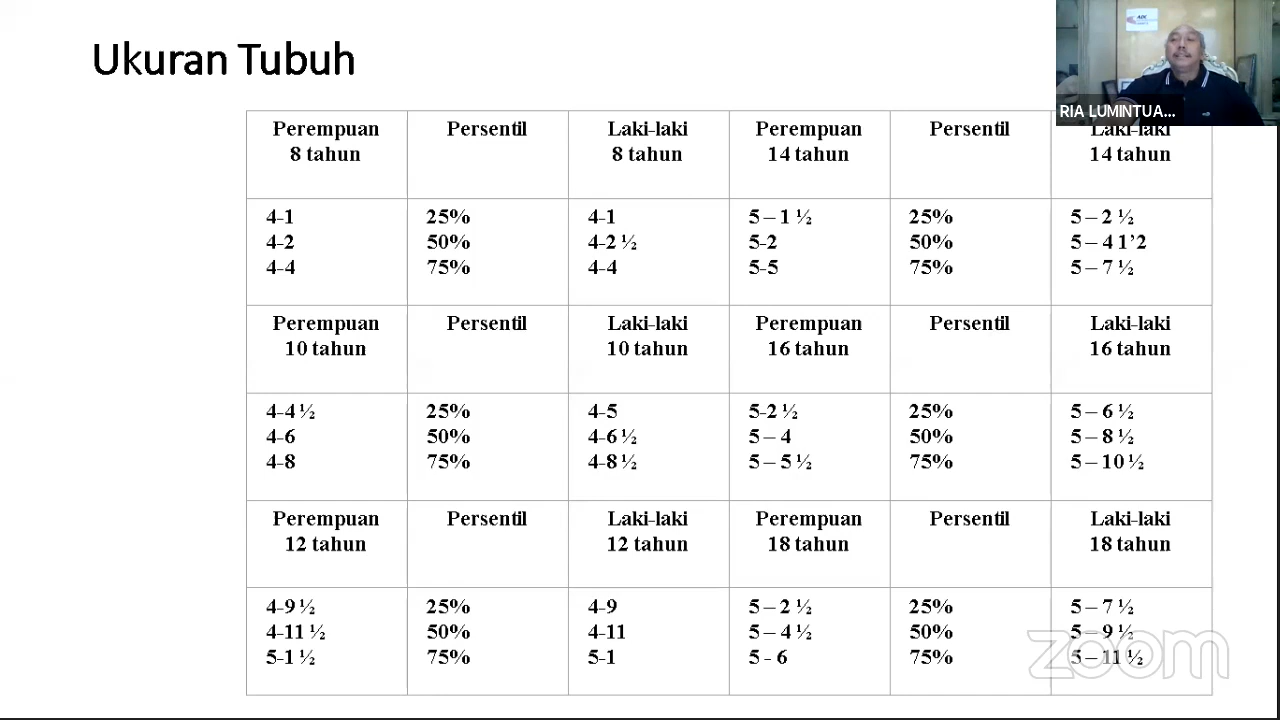 Ukuran Tubuh
ADI
RIA LUMINTUA...
Perempuan Persentil Laki-laki Perempuan Persentil Laki-laki
8 tahun 8 tahun 14 tahun 14 tahun
4-1 25% 4-1 5 – 1 ½ 25% 5 – 2 ½
4-2 50% 4-2 ½ 5-2 50% 5 – 4 1’2
4-4 75% 4-4 5-5 75% 5 – 7 ½
Perempuan Persentil Laki-laki Perempuan Persentil Laki-laki
10 tahun 10 tahun 16 tahun 16 tahun
4-4 ½ 25% 4-5 5-2 ½ 25% 5 – 6 ½
4-6 50% 4-6 ½ 5 – 4 50% 5 – 8 ½
4-8 75% 4-8 ½ 5 – 5 ½ 75% 5 – 10 ½
Perempuan Persentil Laki-laki Perempuan Persentil Laki-laki
12 tahun 12 tahun 18 tahun 18 tahun
4-9 ½ 25% 4-9 5 – 2 ½ 25% 5 – 7 ½
4-11 ½ 50% 4-11 5 – 4 ½ 50% 5 – 9 ½
5-1 ½ 75% 5-1 5 - 6 75% 5 – 11 ½
zoom